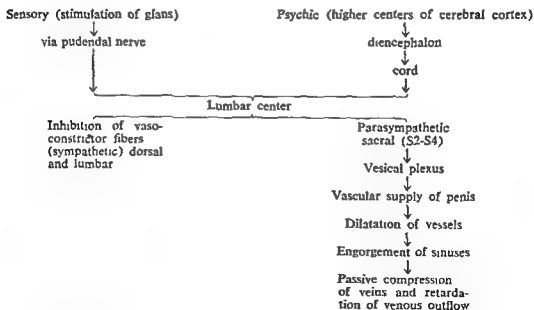 Sensory (stimulation of glans)
via pudendal nerve
Psychic (higher centers of cerebral cortex)
diencephalon
cord
Lumbar center
Inhibition of vaso-
constrictor fibers
(sympathetic) dorsal
and lumbar
Parasympathetic
sacral (S2-S4)
Vesical plexus
Vascular supply of penis
Dilatation of vessels
Engorgement of sinuses
Passive compression
of veins and retarda-
tion of venous outflow